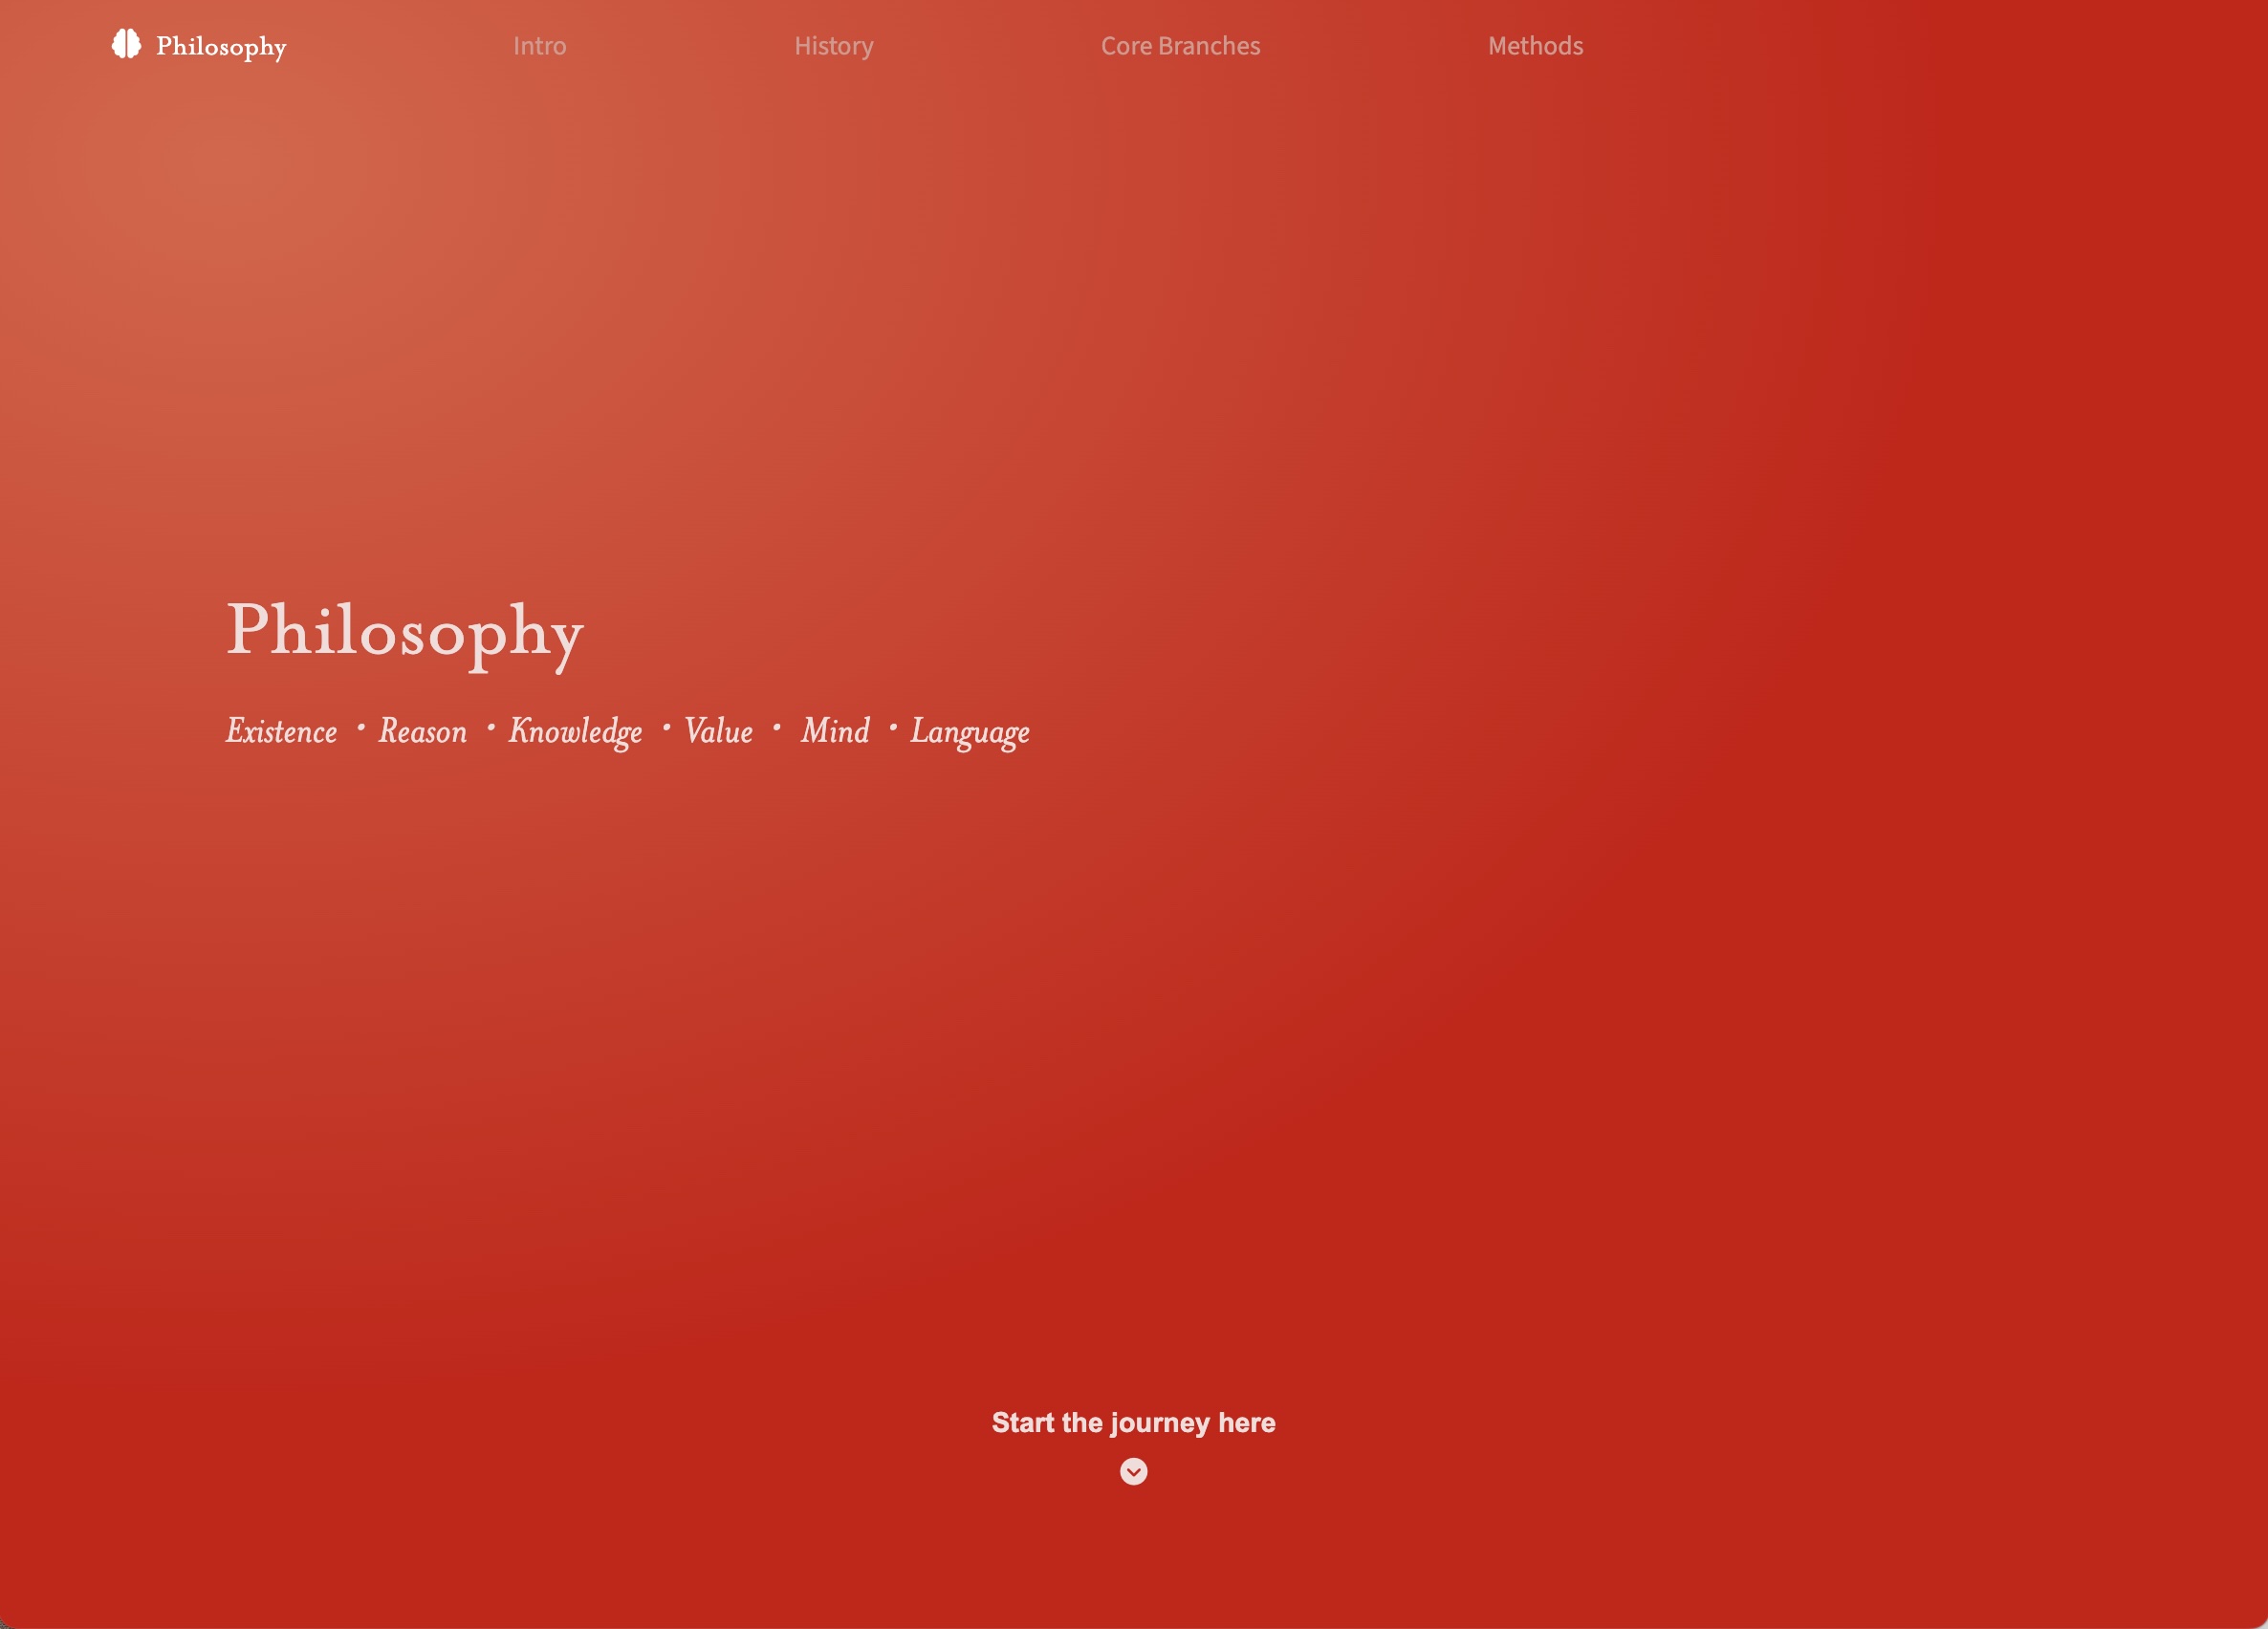 Philosophy Intro History Core Branches Methods
Philosophy
Existence • Reason • Knowledge • Value • Mind • Language
Start the journey here